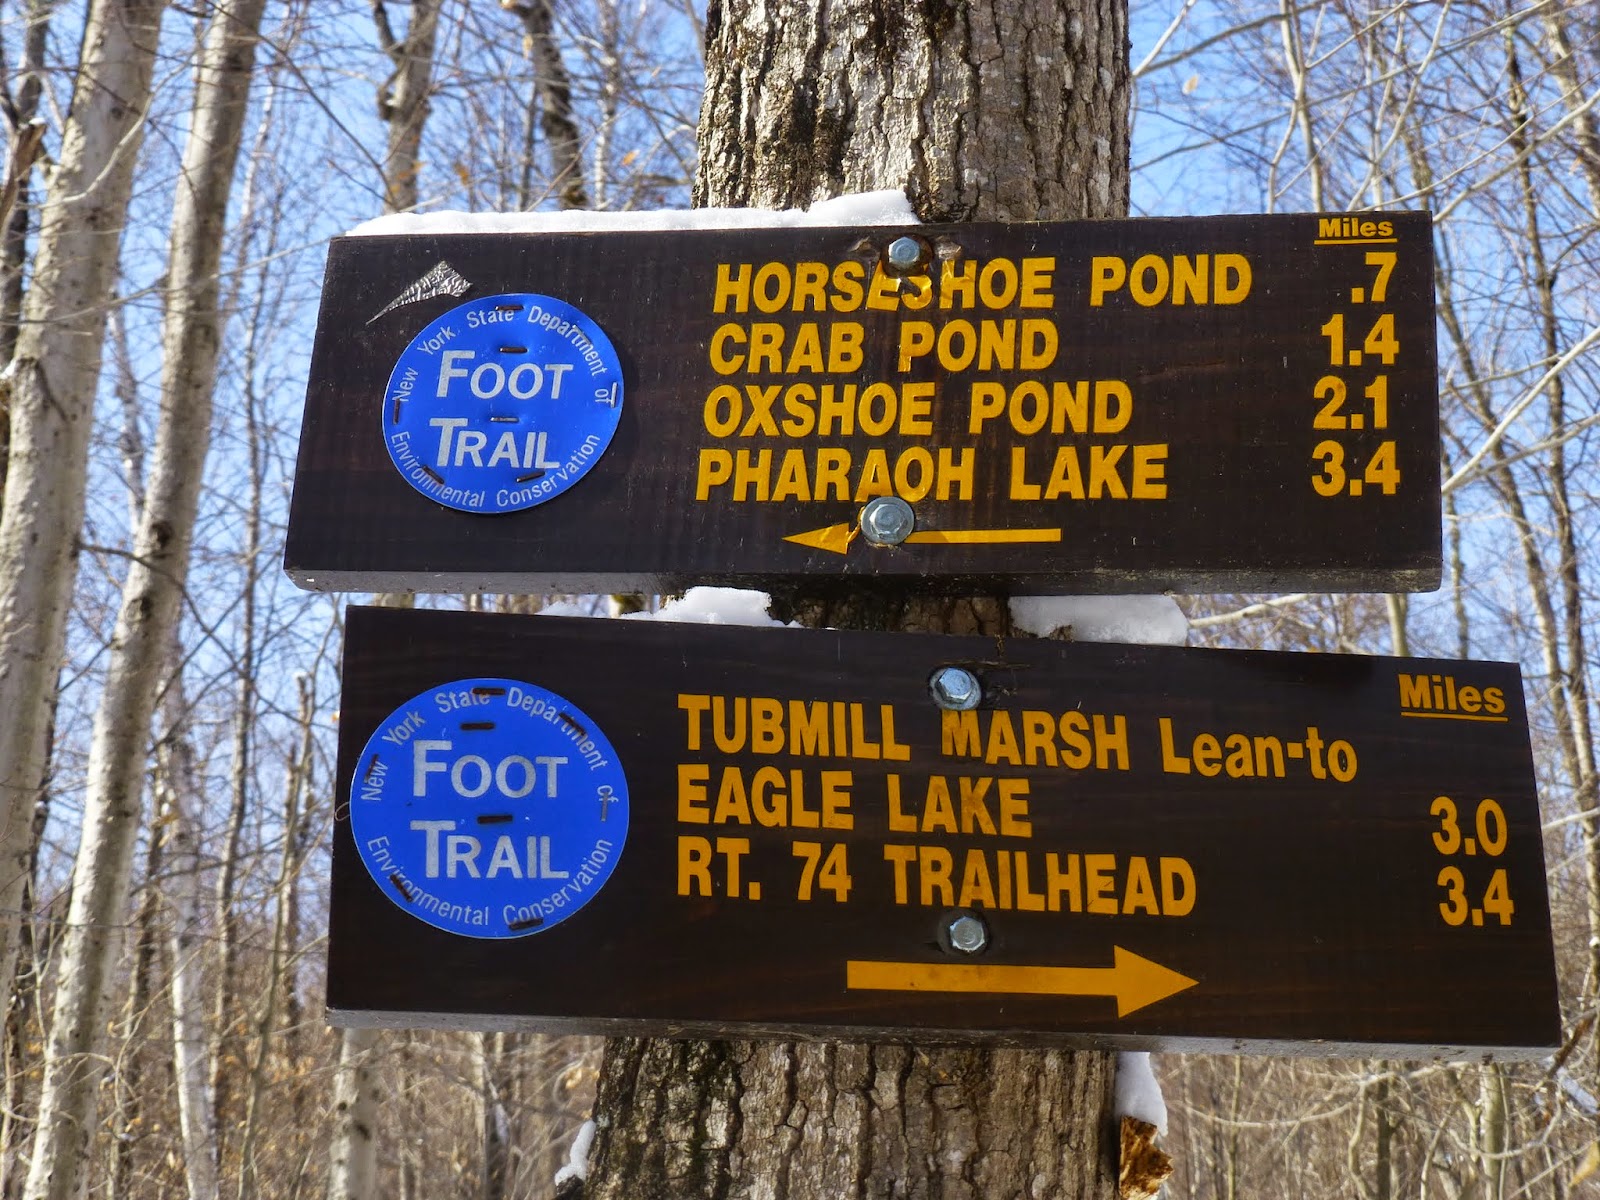 Miles
HORSESHOE POND .7
CRAB POND 1.4
OXSHOE POND 2.1
PHARAOH LAKE 3.4
New York State Department of
FOOT
TRAIL
Environmental Conservation
Miles
TUBMILL MARSH Lean-to
EAGLE LAKE 3.0
RT. 74 TRAILHEAD 3.4
New York State Department of
FOOT
TRAIL
Environmental Conservation